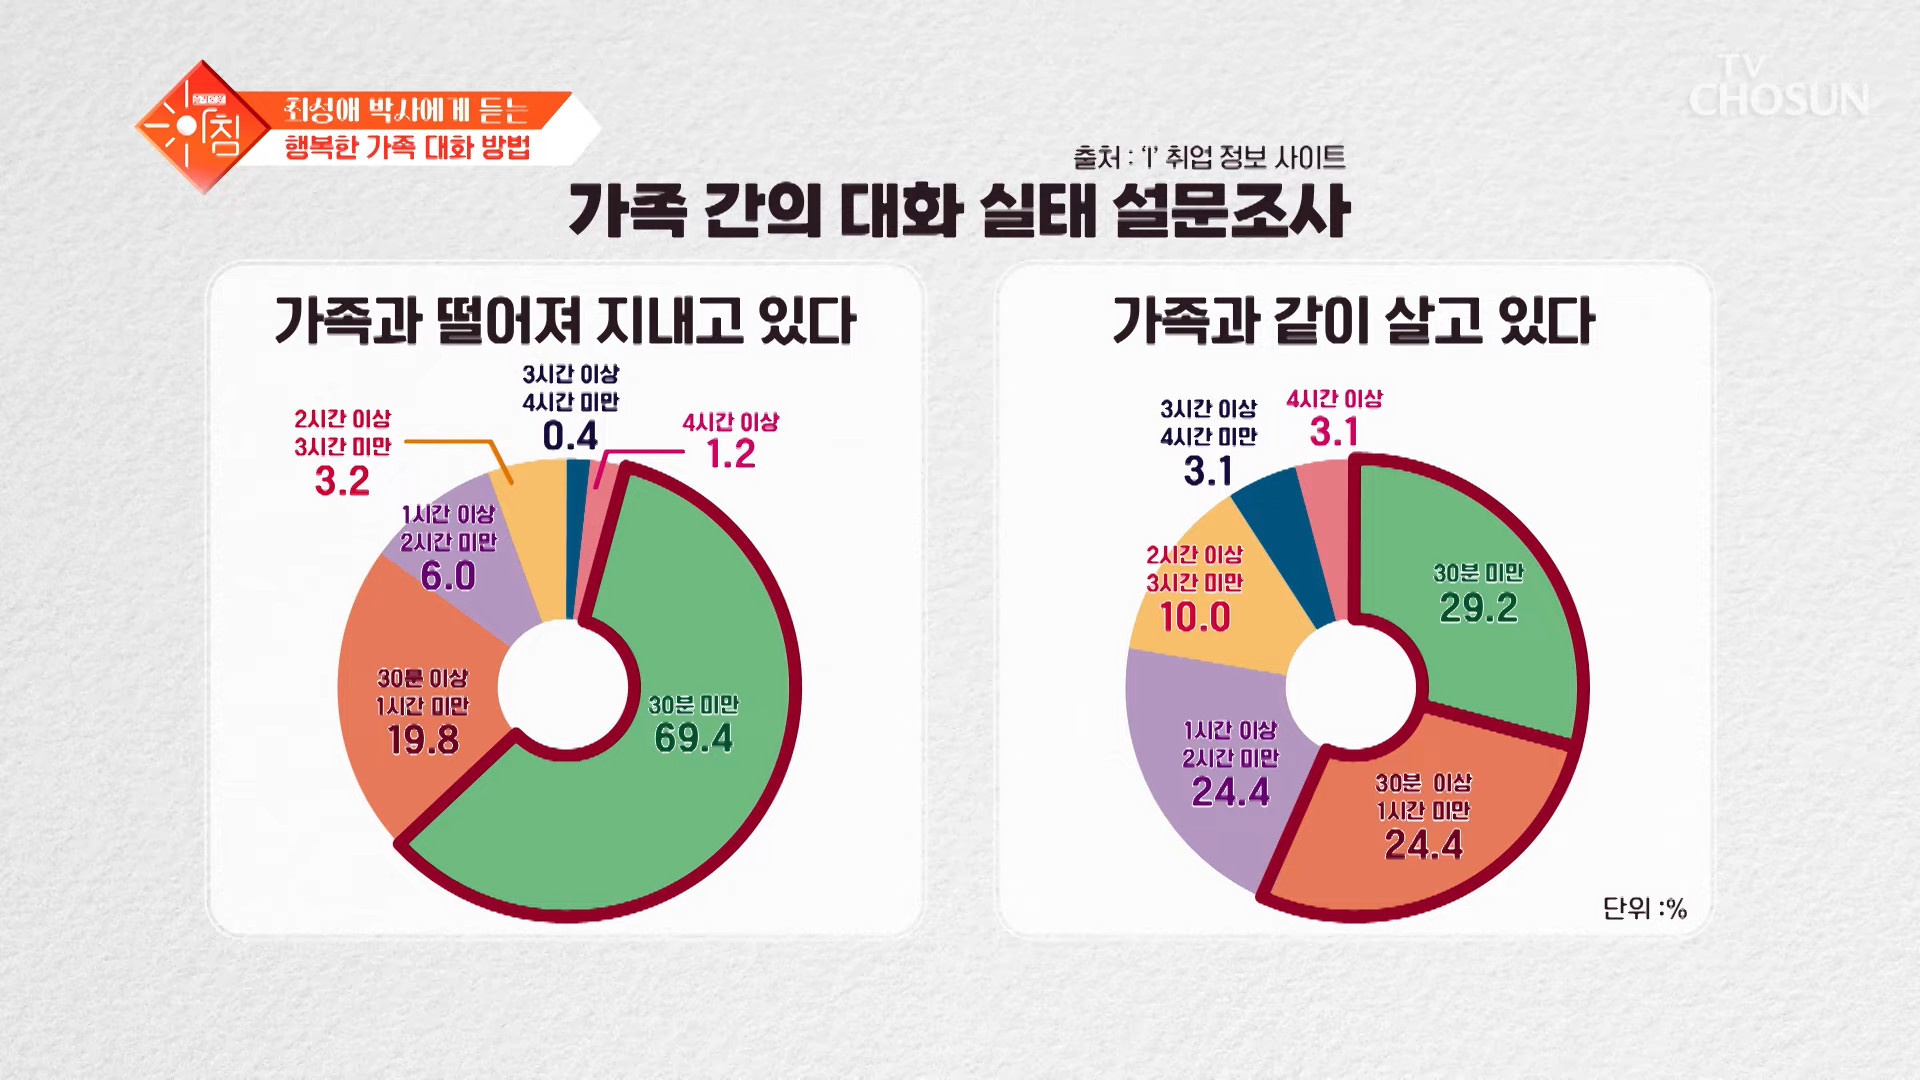 TV
CHOSUN
아침
최성애 박사에게 듣는
행복한 가족 대화 방법
출처 : 'I' 취업 정보 사이트
가족 간의 대화 실태 설문조사
가족과 떨어져 지내고 있다
3시간 이상
4시간 미만
0.4
2시간 이상
3시간 미만
3.2
4시간 이상
1.2
1시간 이상
2시간 미만
6.0
30분 이상
1시간 미만
19.8
30분 미만
69.4
가족과 같이 살고 있다
3시간 이상
4시간 미만
3.1
4시간 이상
3.1
2시간 이상
3시간 미만
10.0
30분 미만
29.2
1시간 이상
2시간 미만
24.4
30분 이상
1시간 미만
24.4
단위 :%